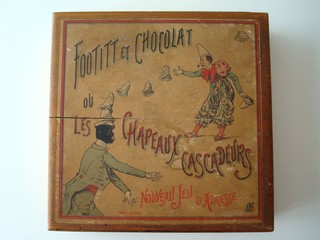 FOOTITT ET CHOCOLAT
OU
LES CHAPEAUX-CASCADEURS
NOUVEAU JEU D'ADRESSE